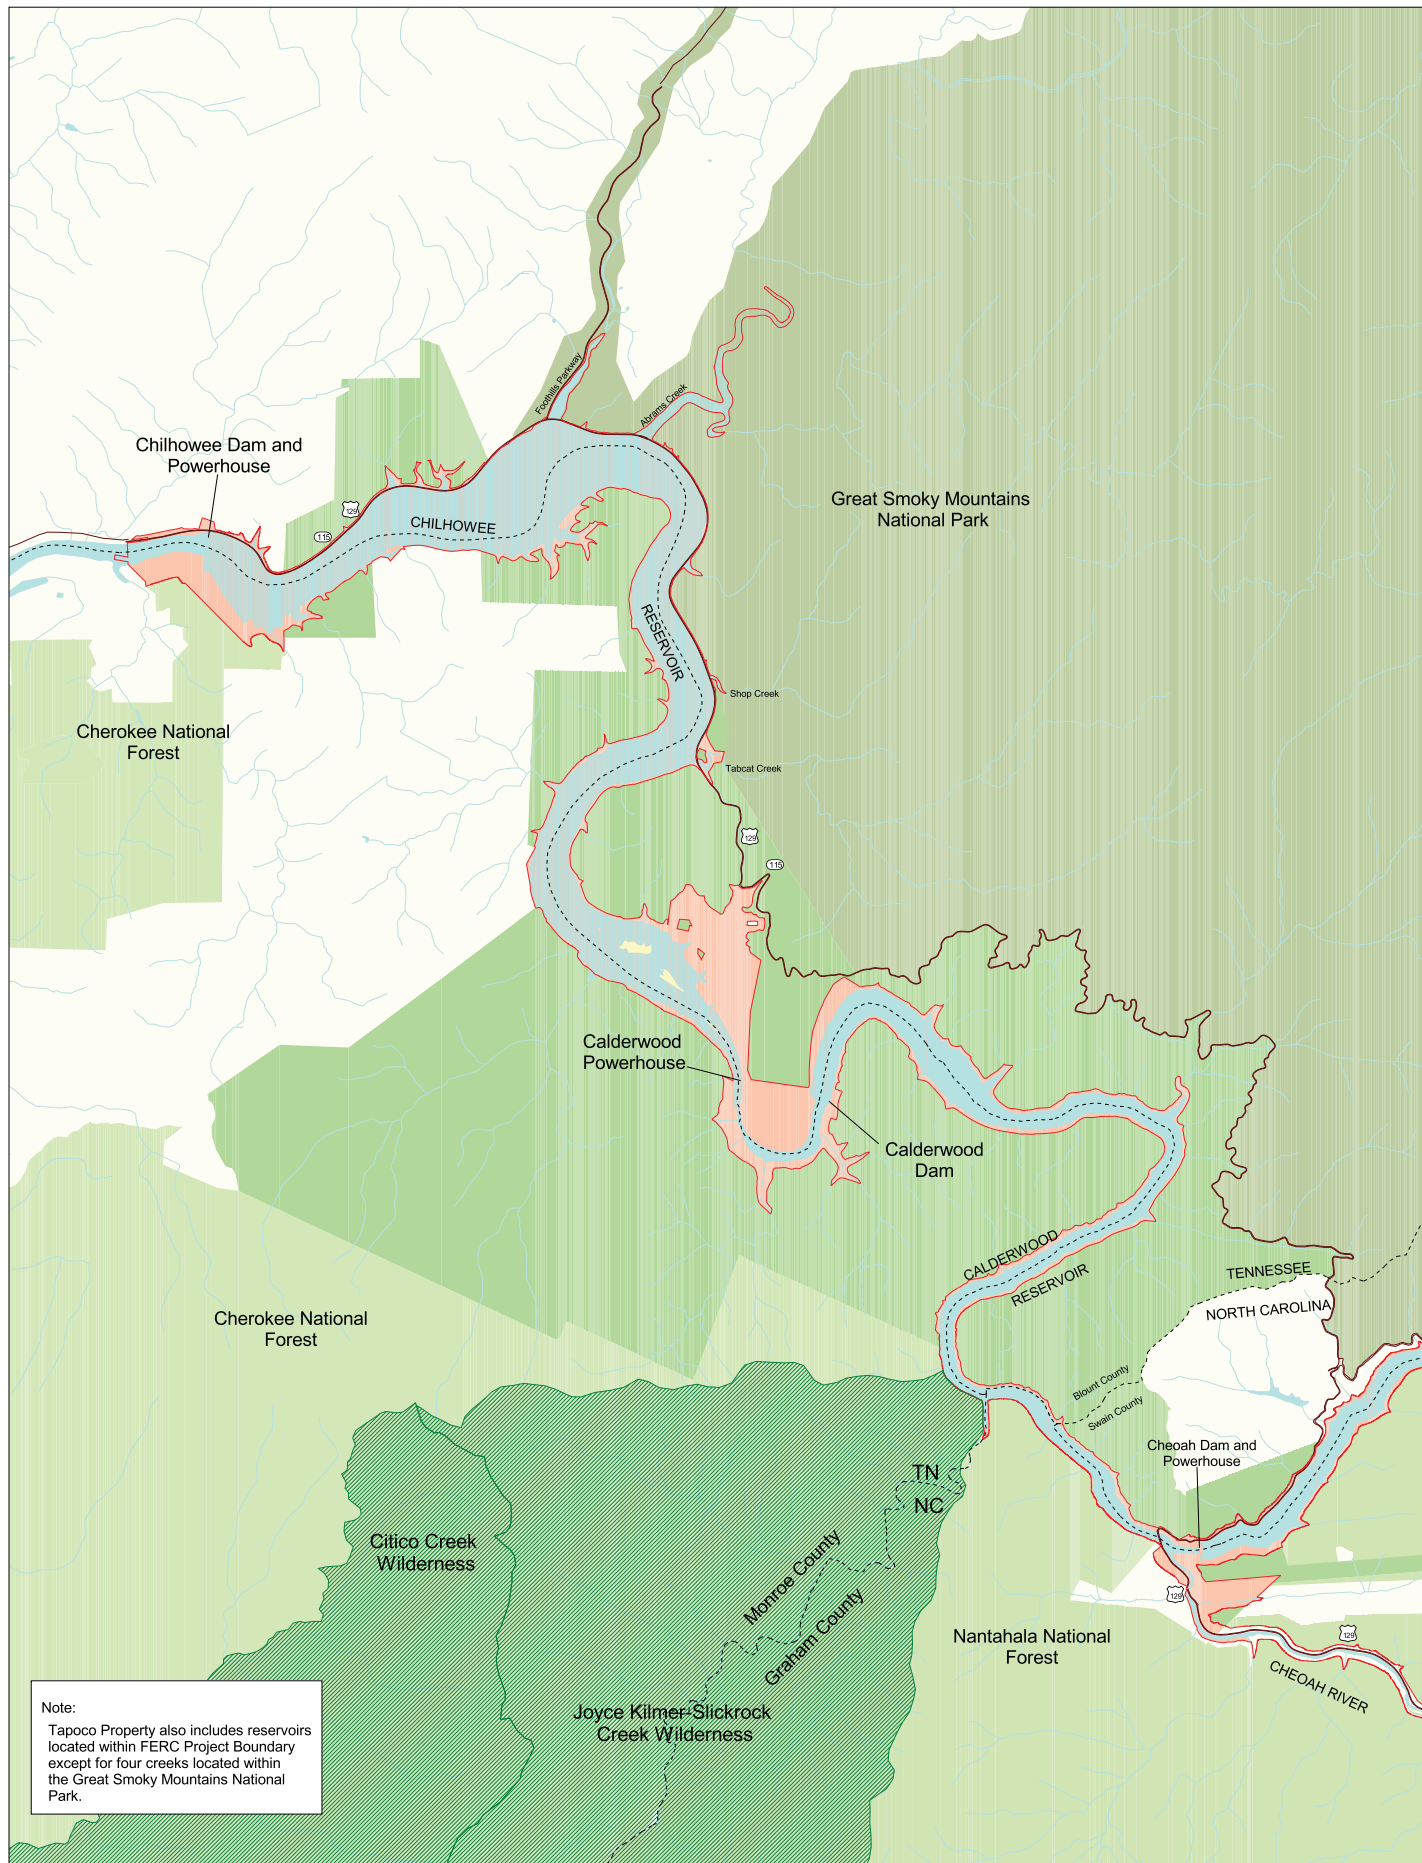 Foothills Parkway
Abrams Creek
Chilhowee Dam and
Powerhouse
Great Smoky Mountains
National Park
129
CHILHOWEE
115
RESERVOIR
Shop Creek
Cherokee National
Forest
Tabcat Creek
129
115
Calderwood
Powerhouse
Calderwood
Dam
CALDERWOOD
RESERVOIR
TENNESSEE
NORTH CAROLINA
Cherokee National
Forest
Blount County
Swain County
Cheoah Dam and
Powerhouse
TN
NC
Citico Creek
Wilderness
Monroe County
Graham County
129
Nantahala National
Forest
129
CHEOAH RIVER
Joyce Kilmer-Slickrock
Creek Wilderness
Note:
Tapoco Property also includes reservoirs
located within FERC Project Boundary
except for four creeks located within
the Great Smoky Mountains National
Park.